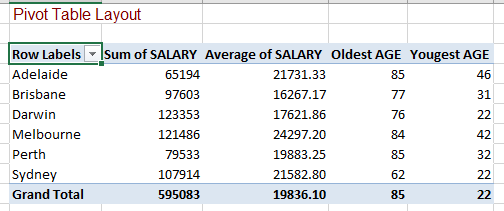 Pivot Table Layout
Row Labels Sum of SALARY Average of SALARY Oldest AGE Yougest AGE
Adelaide 65194 21731.33 85 46
Brisbane 97603 16267.17 77 31
Darwin 123353 17621.86 76 22
Melbourne 121486 24297.20 84 42
Perth 79533 19883.25 85 32
Sydney 107914 21582.80 62 22
Grand Total 595083 19836.10 85 22